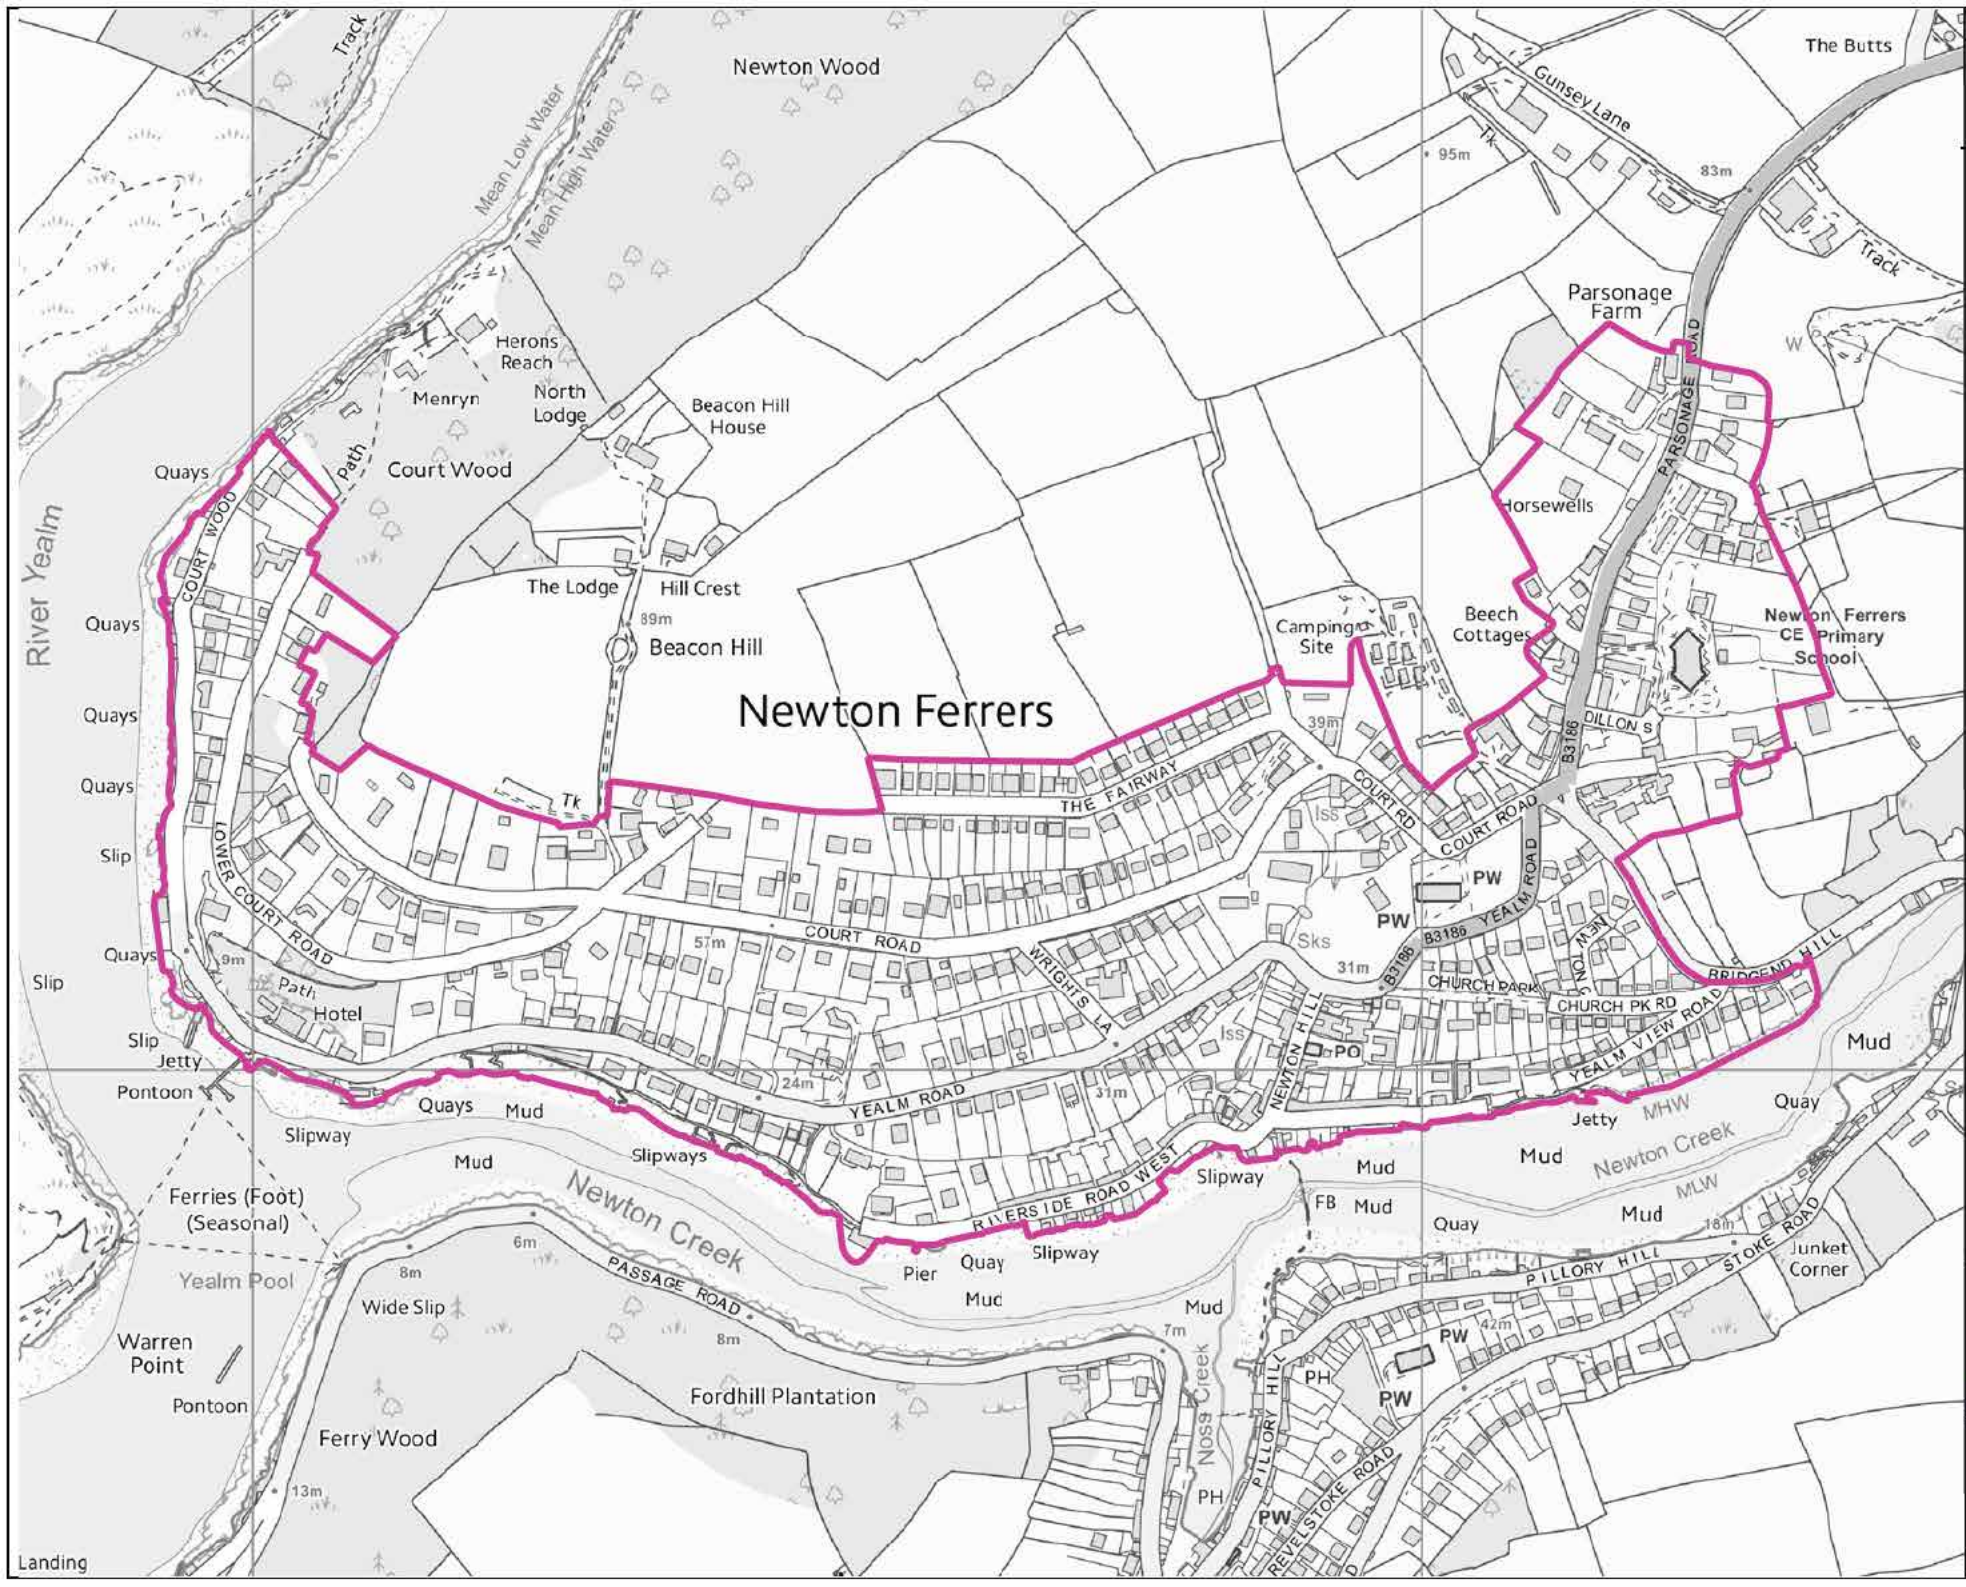 Track
Newton Wood
The Butts
Gunsey Lane
Mean Low Water
Mean High Water
Tk
95m
83m
Track
Parsonage
Farm
W
Herons
Reach
Menryn
North
Lodge
Beacon Hill
House
PARSONAGE ROAD
Quays
Path
Court Wood
COURT WOOD
Horsewells
River Yealm
The Lodge
Hill Crest
89m
Beacon Hill
Quays
Camping
Site
Beech
Cottages
Newton Ferrers
CE Primary
School
Newton Ferrers
Quays
39m
DILLONS
B3186
Quays
Tk
THE FAIRWAY
COURT RD
COURT ROAD
Iss
Slip
LOWER COURT ROAD
YEALM ROAD
PW
PW
B3186
COURT ROAD
57m
Sks
NEWTON
Quays
9m
Slip
Path
Hotel
WRIGHTS LA
31m
B3186
CHURCH PARK
BRIDGEND HILL
CHURCH PK RD
Slip
Jetty
Iss
NEWTON HILL
PO
YEALM VIEW ROAD
Mud
Pontoon
24m
YEALM ROAD
31m
Quays
Mud
Jetty
MHW
Quay
Slipway
Slipways
Mud
RIVERSIDE ROAD WEST
Slipway
Mud
Mud
Newton Creek
MLW
Ferries (Foot)
(Seasonal)
Newton Creek
FB
Mud
Quay
Mud
18m
6m
8m
Yealm Pool
Pier
Quay
Slipway
PASSAGE ROAD
PILLORY HILL
STOKE ROAD
Junket
Corner
Wide Slip
Mud
Mud
8m
7m
Warren
Point
42m
PW
Pontoon
Fordhill Plantation
Noss Creek
PILLORY HILL
PH
PW
Ferry Wood
13m
PH
PW
REVELSTOKE ROAD
Landing